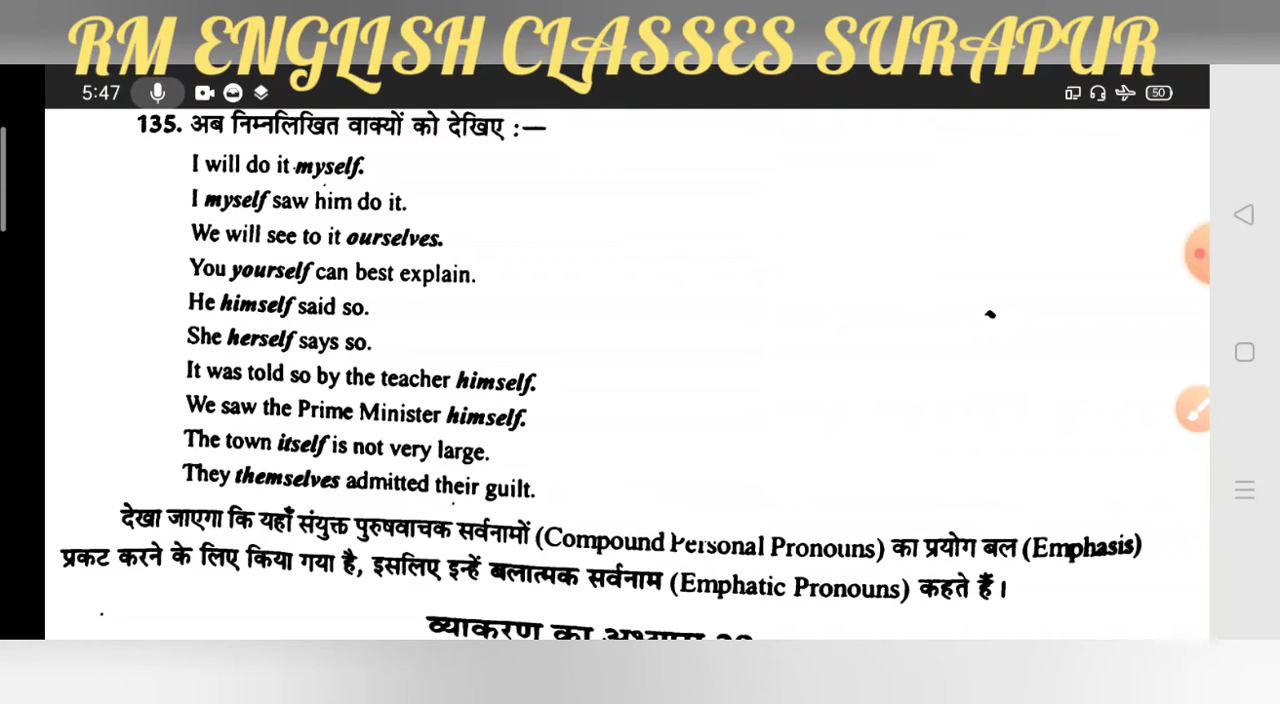 RM ENGLISH CLASSES SURAPUR
5:47
50
135. अब निम्नलिखित वाक्यों को देखिए :—
I will do it myself.
I myself saw him do it.
We will see to it ourselves.
You yourself can best explain.
He himself said so.
She herself says so.
It was told so by the teacher himself.
We saw the Prime Minister himself.
The town itself is not very large.
They themselves admitted their guilt.
देखा जाएगा कि यहाँ संयुक्त पुरुषवाचक सर्वनामों (Compound Personal Pronouns) का प्रयोग बल (Emphasis)
प्रकट करने के लिए किया गया है, इसलिए इन्हें बलात्मक सर्वनाम (Emphatic Pronouns) कहते हैं।
व्याकरण का अभ्यास